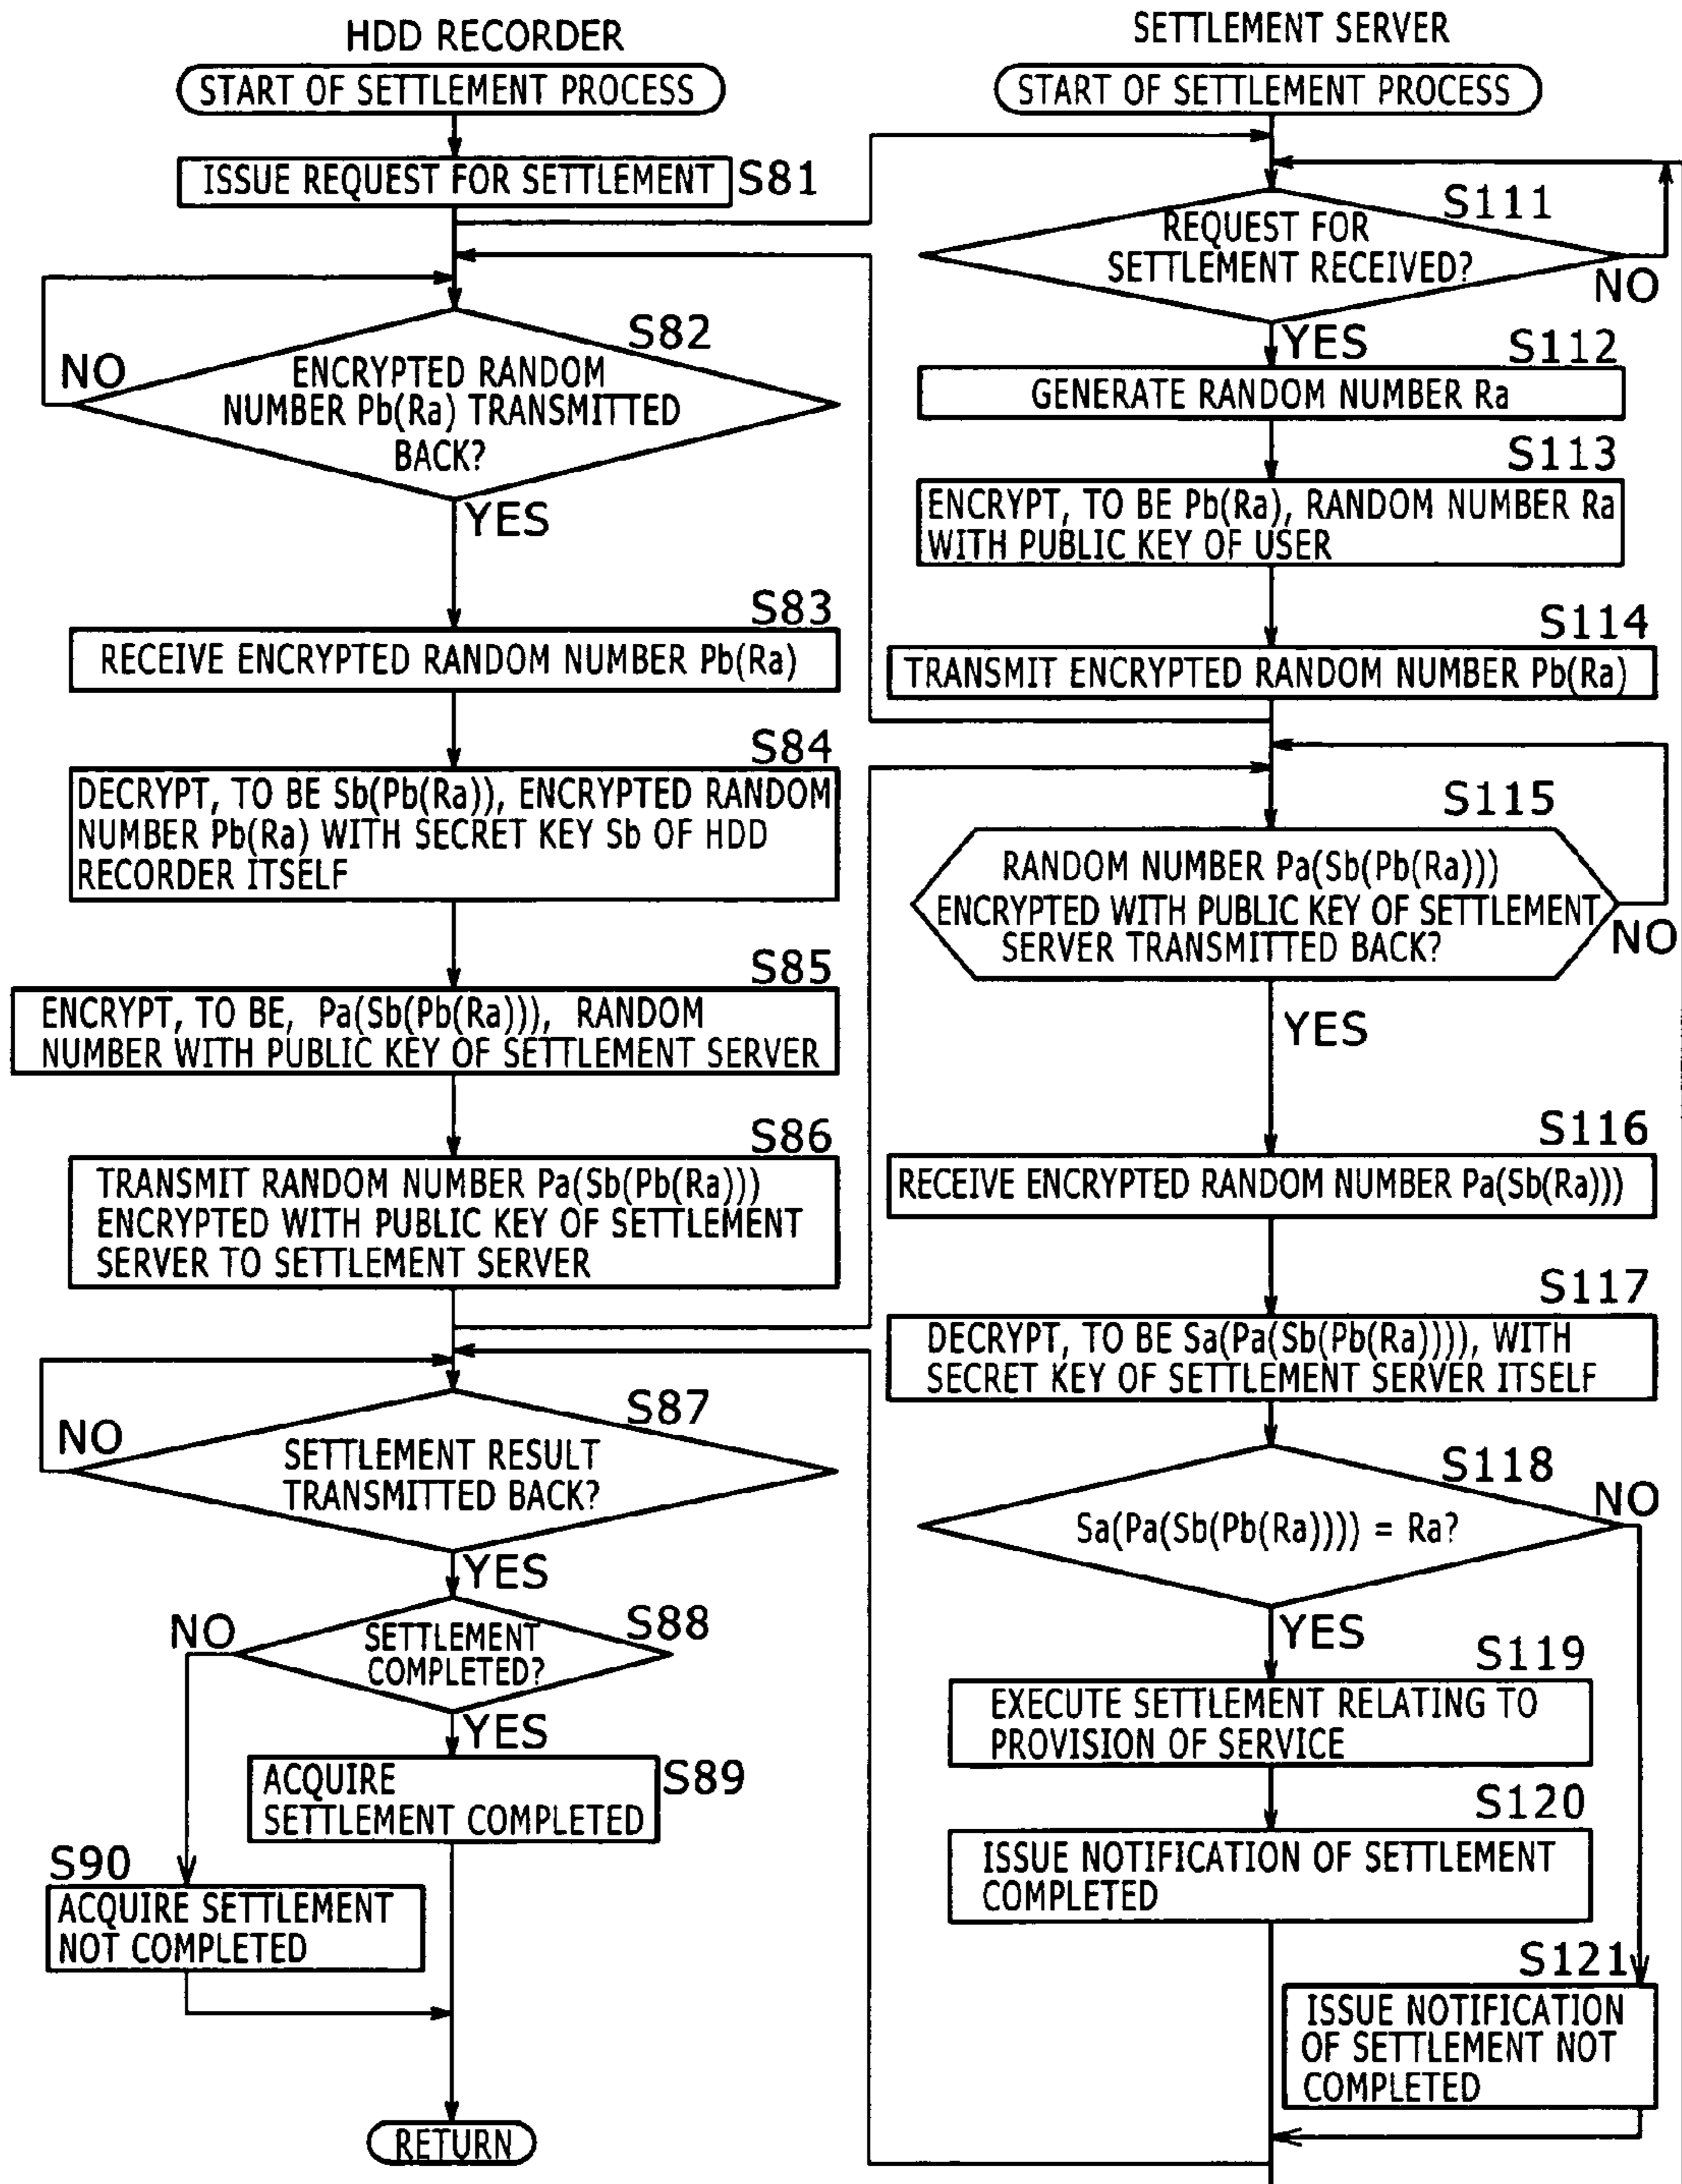 HDD RECORDER
START OF SETTLEMENT PROCESS
ISSUE REQUEST FOR SETTLEMENT
S81
S82
NO
ENCRYPTED RANDOM
NUMBER Pb(Ra) TRANSMITTED
BACK?
YES
S83
RECEIVE ENCRYPTED RANDOM NUMBER Pb(Ra)
S84
DECRYPT, TO BE Sb(Pb(Ra)), ENCRYPTED RANDOM
NUMBER Pb(Ra) WITH SECRET KEY Sb OF HDD
RECORDER ITSELF
S85
ENCRYPT, TO BE, Pa(Sb(Pb(Ra))), RANDOM
NUMBER WITH PUBLIC KEY OF SETTLEMENT SERVER
S86
TRANSMIT RANDOM NUMBER Pa(Sb(Pb(Ra)))
ENCRYPTED WITH PUBLIC KEY OF SETTLEMENT
SERVER TO SETTLEMENT SERVER
S87
NO
SETTLEMENT RESULT
TRANSMITTED BACK?
YES
S88
NO
SETTLEMENT
COMPLETED?
YES
S89
ACQUIRE
SETTLEMENT COMPLETED
S90
ACQUIRE SETTLEMENT
NOT COMPLETED
RETURN
SETTLEMENT SERVER
START OF SETTLEMENT PROCESS
S111
REQUEST FOR
SETTLEMENT RECEIVED?
NO
YES
S112
GENERATE RANDOM NUMBER Ra
S113
ENCRYPT, TO BE Pb(Ra), RANDOM NUMBER Ra
WITH PUBLIC KEY OF USER
S114
TRANSMIT ENCRYPTED RANDOM NUMBER Pb(Ra)
S115
RANDOM NUMBER Pa(Sb(Pb(Ra)))
ENCRYPTED WITH PUBLIC KEY OF SETTLEMENT
SERVER TRANSMITTED BACK?
NO
YES
S116
RECEIVE ENCRYPTED RANDOM NUMBER Pa(Sb(Ra)))
S117
DECRYPT, TO BE Sa(Pa(Sb(Pb(Ra)))), WITH
SECRET KEY OF SETTLEMENT SERVER ITSELF
S118
NO
Sa(Pa(Sb(Pb(Ra)))) = Ra?
YES
S119
EXECUTE SETTLEMENT RELATING TO
PROVISION OF SERVICE
S120
ISSUE NOTIFICATION OF SETTLEMENT
COMPLETED
S121
ISSUE NOTIFICATION
OF SETTLEMENT NOT
COMPLETED